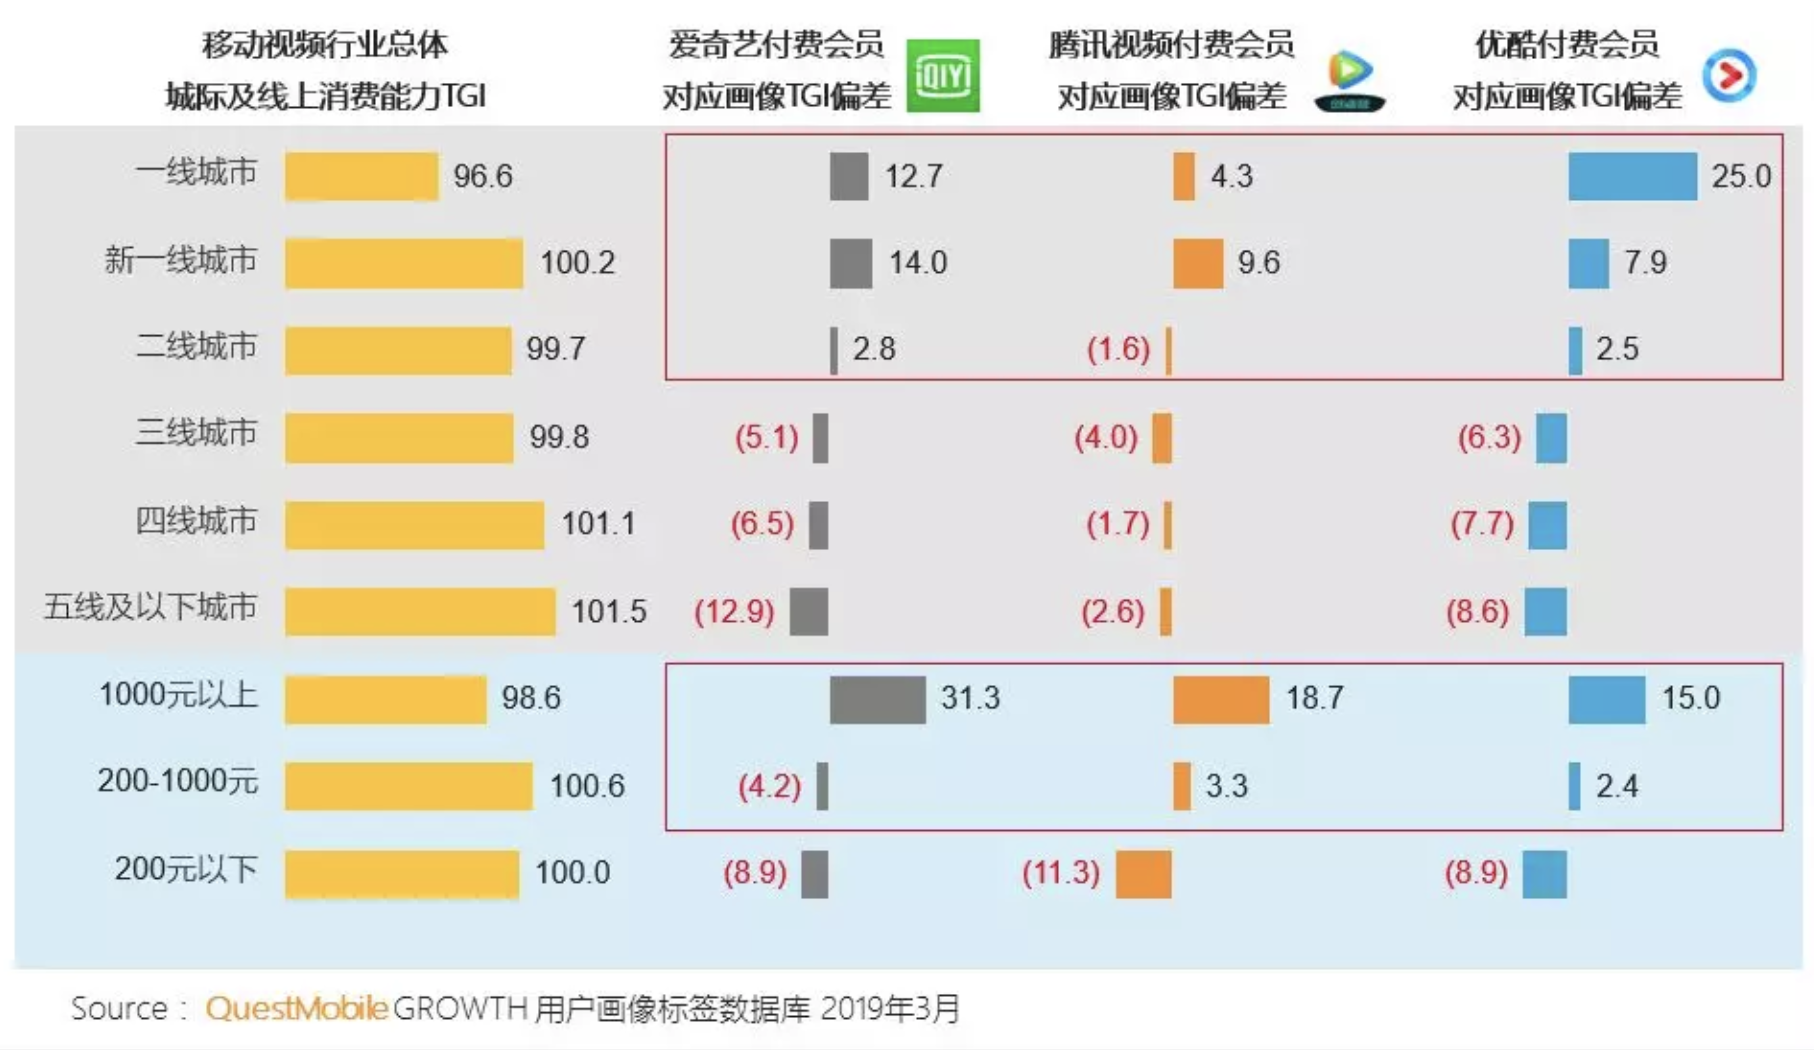 移动视频行业总体
城际及线上消费能力TGI
爱奇艺付费会员
对应画像TGI偏差
iQIYI
腾讯视频付费会员
对应画像TGI偏差
优酷付费会员
对应画像TGI偏差
一线城市 96.6 12.7 4.3 25.0
新一线城市 100.2 14.0 9.6 7.9
二线城市 99.7 2.8 (1.6) 2.5
三线城市 99.8 (5.1) (4.0) (6.3)
四线城市 101.1 (6.5) (1.7) (7.7)
五线及以下城市 101.5 (12.9) (2.6) (8.6)
1000元以上 98.6 31.3 18.7 15.0
200-1000元 100.6 (4.2) 3.3 2.4
200元以下 100.0 (8.9) (11.3) (8.9)
Source： QuestMobile GROWTH 用户画像标签数据库 2019年3月